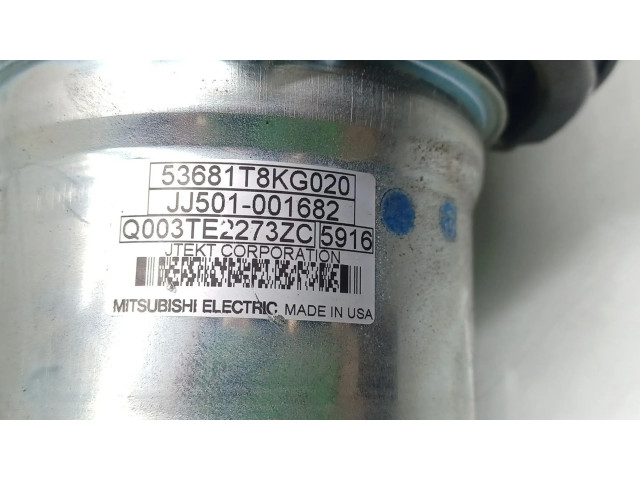 53681T8KG020
JJ501-001682
Q003TE2273ZC 5916
JTEKT CORPORATION
MITSUBISHI ELECTRIC MADE IN USA